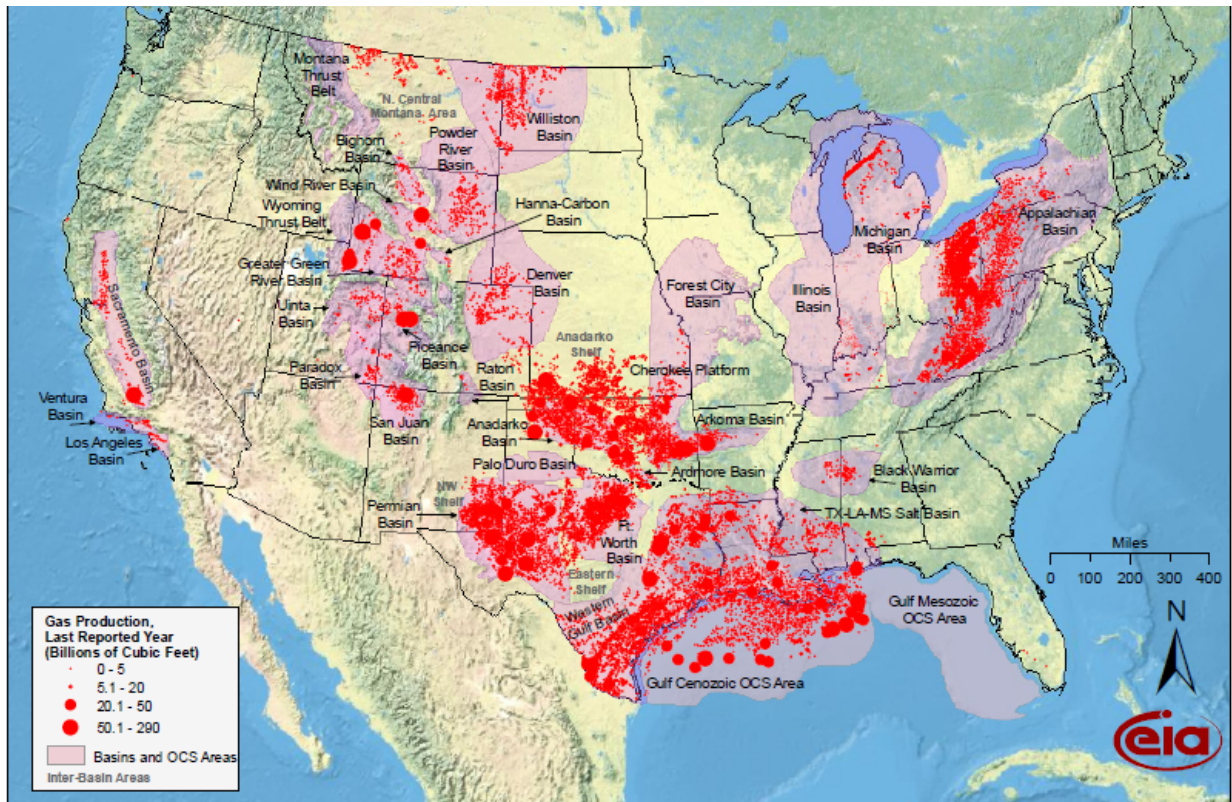 Montana
Thrust
Belt
N. Central
Montana Area
Williston
Basin
Bighorn
Basin
Powder
River
Basin
Wind River Basin
Wyoming
Thrust Belt
Hanna-Carbon
Basin
Greater Green
River Basin
Denver
Basin
Uinta
Basin
Forest City
Basin
Illinois
Basin
Michigan
Basin
Appalachian
Basin
Sacramento Basin
Piceance
Basin
Anadarko
Shelf
Paradox
Basin
Raton
Basin
Cherokee Platform
Ventura
Basin
San Juan
Basin
Anadarko
Basin
Arkoma Basin
Los Angeles
Basin
Palo Duro Basin
Ardmore Basin
Black Warrior
Basin
NW
Shelf
Permian
Basin
TX-LA-MS Salt Basin
Ft.
Worth
Basin
Eastern
Shelf
Western
Gulf Basin
Gulf Mesozoic
OCS Area
Gulf Cenozoic OCS Area
Miles
0 100 200 300 400
N
Gas Production,
Last Reported Year
(Billions of Cubic Feet)
0 - 5
5.1 - 20
20.1 - 50
50.1 - 290
Basins and OCS Areas
Inter-Basin Areas
eia